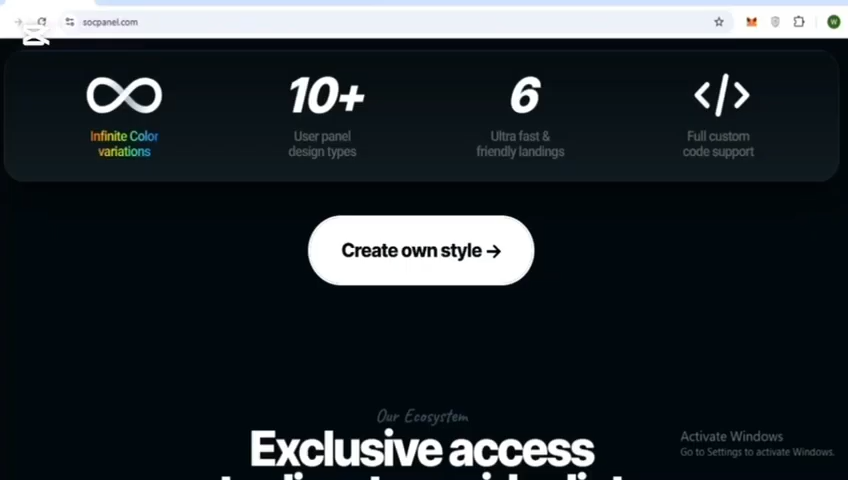 socpanel.com
W
10+
6
Infinite Color
variations
User panel
design types
Ultra fast &
friendly landings
Full custom
code support
Create own style →
Our Ecosystem
Exclusive access
Activate Windows
Go to Settings to activate Windows.